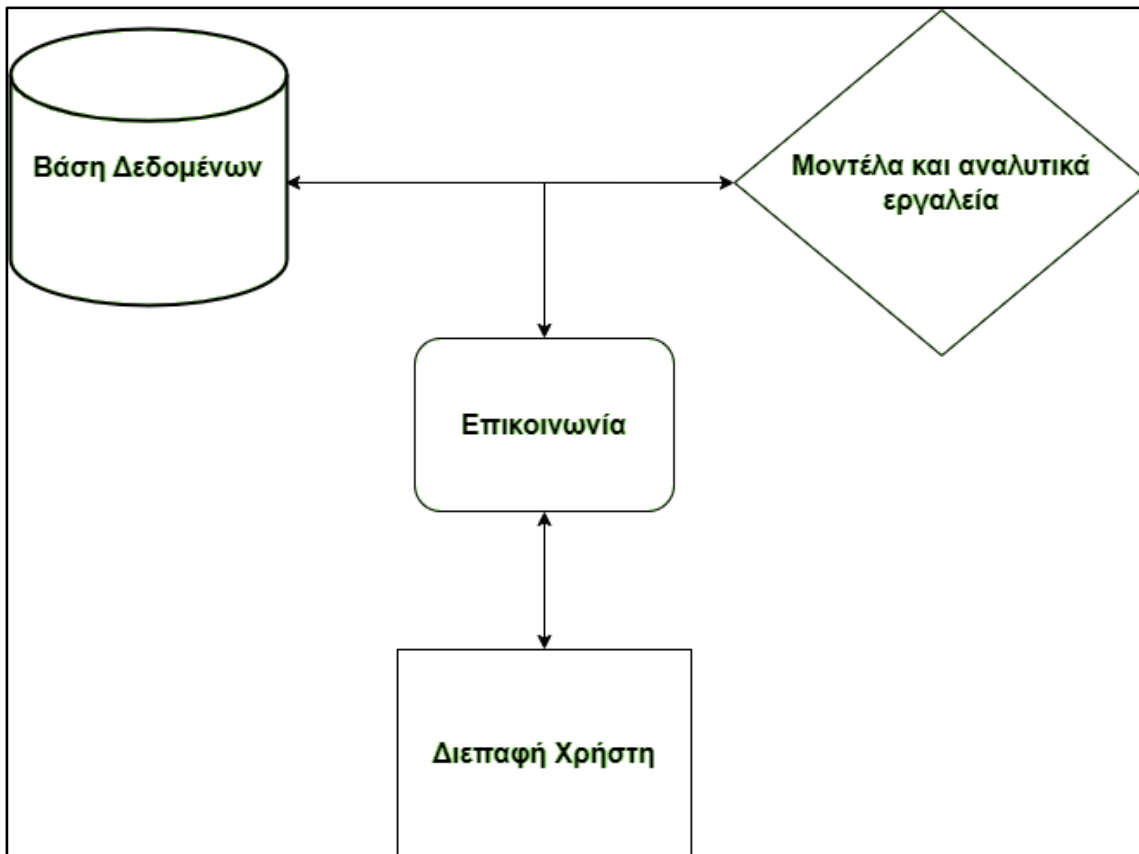 Βάση Δεδομένων
Μοντέλα και αναλυτικά
εργαλεία
Επικοινωνία
Διεπαφή Χρήστη